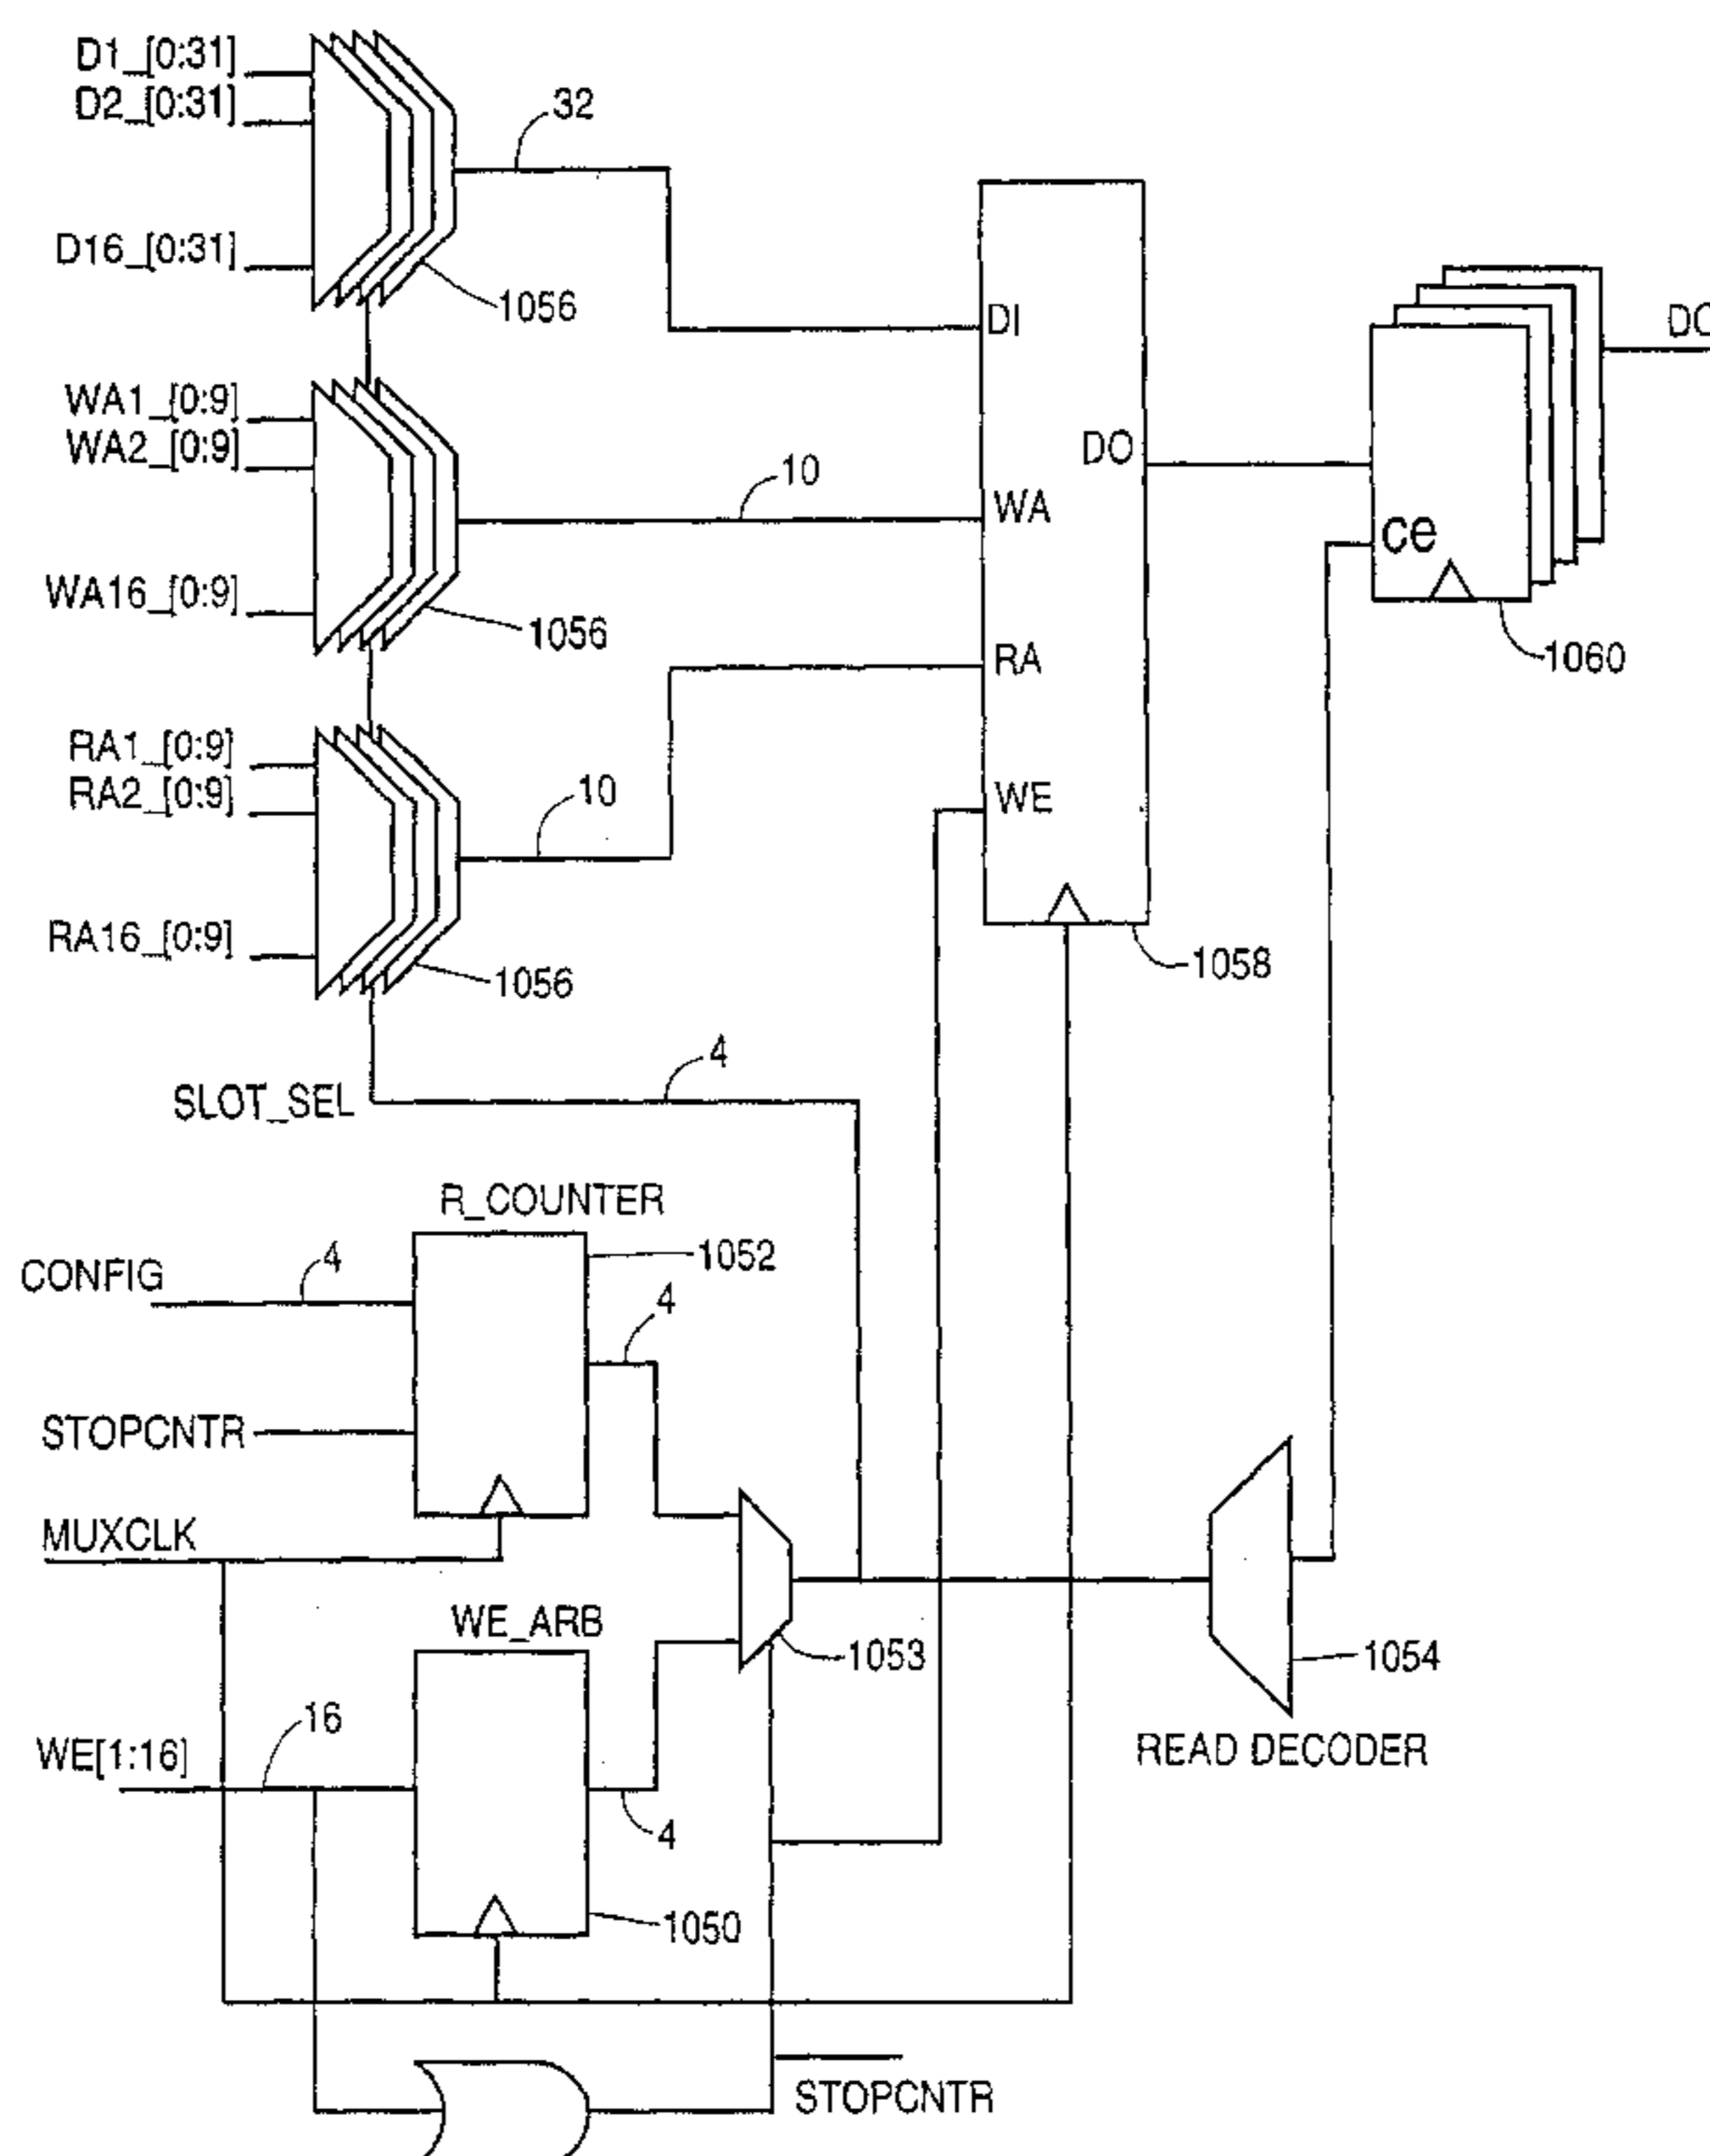 D1_[0:31]
D2_[0:31]
D16_[0:31]
32
1056
WA1_[0:9]
WA2_[0:9]
WA16_[0:9]
10
1056
RA1_[0:9]
RA2_[0:9]
RA16_[0:9]
10
1056
DI
WA
RA
WE
DO
1058
ce
1060
SLOT_SEL
4
R_COUNTER
1052
CONFIG
4
4
STOPCNTR
MUXCLK
WE_ARB
1053
1054
READ DECODER
WE[1:16]
16
4
1050
STOPCNTR